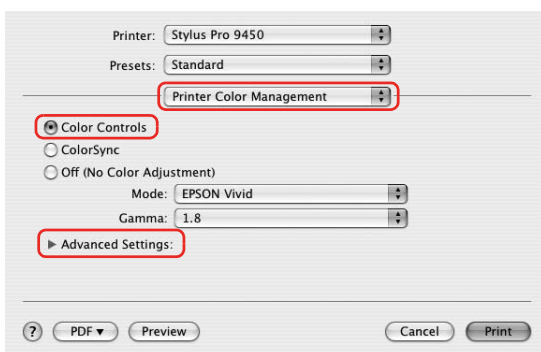 Printer: Stylus Pro 9450
Presets: Standard
Printer Color Management
Color Controls
ColorSync
Off (No Color Adjustment)
Mode: EPSON Vivid
Gamma: 1.8
Advanced Settings:
? PDF▼ Preview Cancel Print